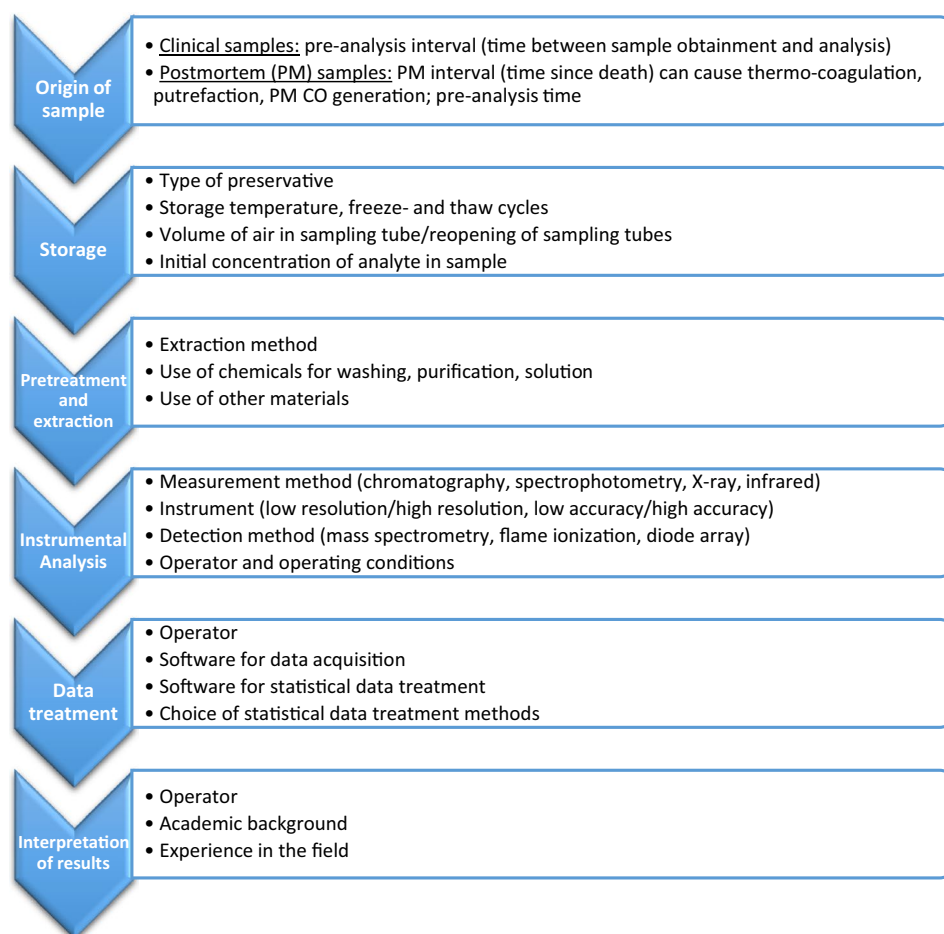 Origin of
sample
• Clinical samples: pre-analysis interval (time between sample obtainment and analysis)
• Postmortem (PM) samples: PM interval (time since death) can cause thermo-coagulation,
putrefaction, PM CO generation; pre-analysis time
Storage
• Type of preservative
• Storage temperature, freeze- and thaw cycles
• Volume of air in sampling tube/reopening of sampling tubes
• Initial concentration of analyte in sample
Pretreatment
and
extraction
• Extraction method
• Use of chemicals for washing, purification, solution
• Use of other materials
Instrumental
Analysis
• Measurement method (chromatography, spectrophotometry, X-ray, infrared)
• Instrument (low resolution/high resolution, low accuracy/high accuracy)
• Detection method (mass spectrometry, flame ionization, diode array)
• Operator and operating conditions
Data
treatment
• Operator
• Software for data acquisition
• Software for statistical data treatment
• Choice of statistical data treatment methods
Interpretation
of results
• Operator
• Academic background
• Experience in the field